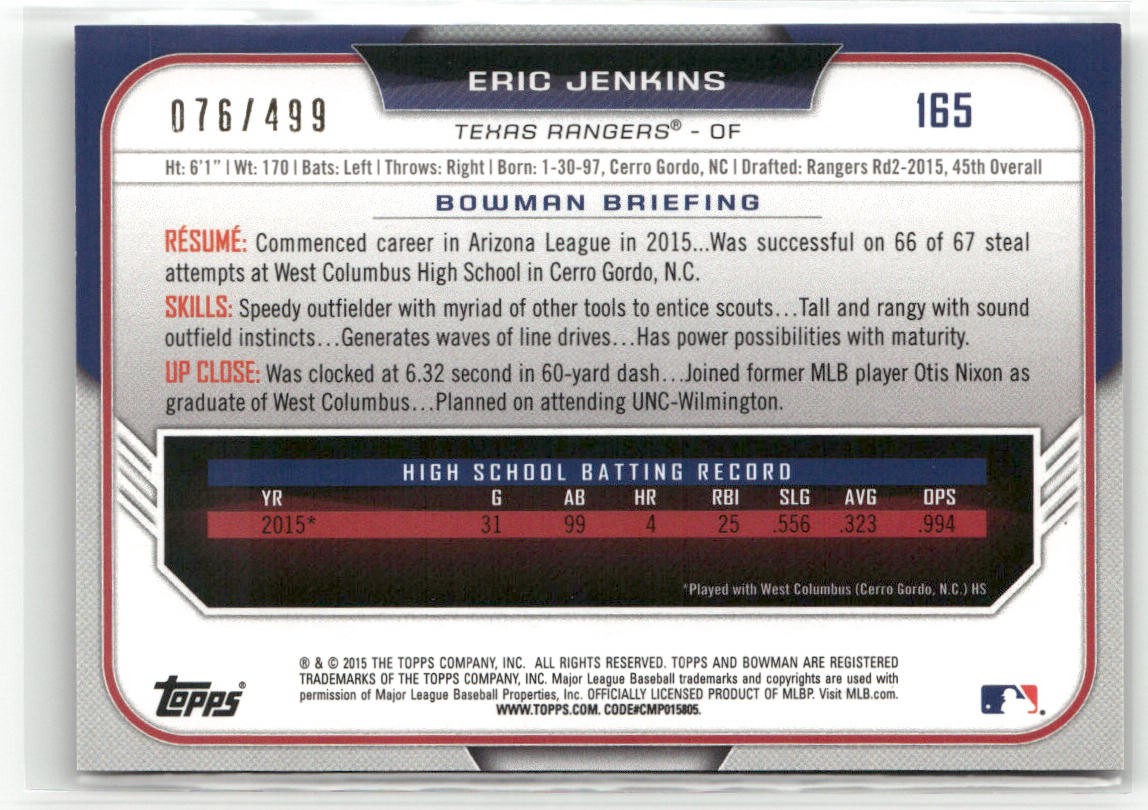 ERIC JENKINS
076/499
165
TEXAS RANGERS® - OF
Ht: 6'1" | Wt: 170 | Bats: Left | Throws: Right | Born: 1-30-97, Cerro Gordo, NC | Drafted: Rangers Rd2-2015, 45th Overall
BOWMAN BRIEFING
RÉSUMÉ: Commenced career in Arizona League in 2015...Was successful on 66 of 67 steal
attempts at West Columbus High School in Cerro Gordo, N.C.
SKILLS: Speedy outfielder with myriad of other tools to entice scouts...Tall and rangy with sound
outfield instincts...Generates waves of line drives...Has power possibilities with maturity.
UP CLOSE: Was clocked at 6.32 second in 60-yard dash...Joined former MLB player Otis Nixon as
graduate of West Columbus...Planned on attending UNC-Wilmington.
HIGH SCHOOL BATTING RECORD
YR G AB HR RBI SLG AVG OPS
2015* 31 99 4 25 .556 .323 .994
*Played with West Columbus (Cerro Gordo, N.C.) HS
® & © 2015 THE TOPPS COMPANY, INC. ALL RIGHTS RESERVED. TOPPS AND BOWMAN ARE REGISTERED
TRADEMARKS OF THE TOPPS COMPANY, INC. Major League Baseball trademarks and copyrights are used with
permission of Major League Baseball Properties, Inc. OFFICIALLY LICENSED PRODUCT OF MLBP. Visit MLB.com.
WWW.TOPPS.COM. CODE#CMP015805.
TOPPS®